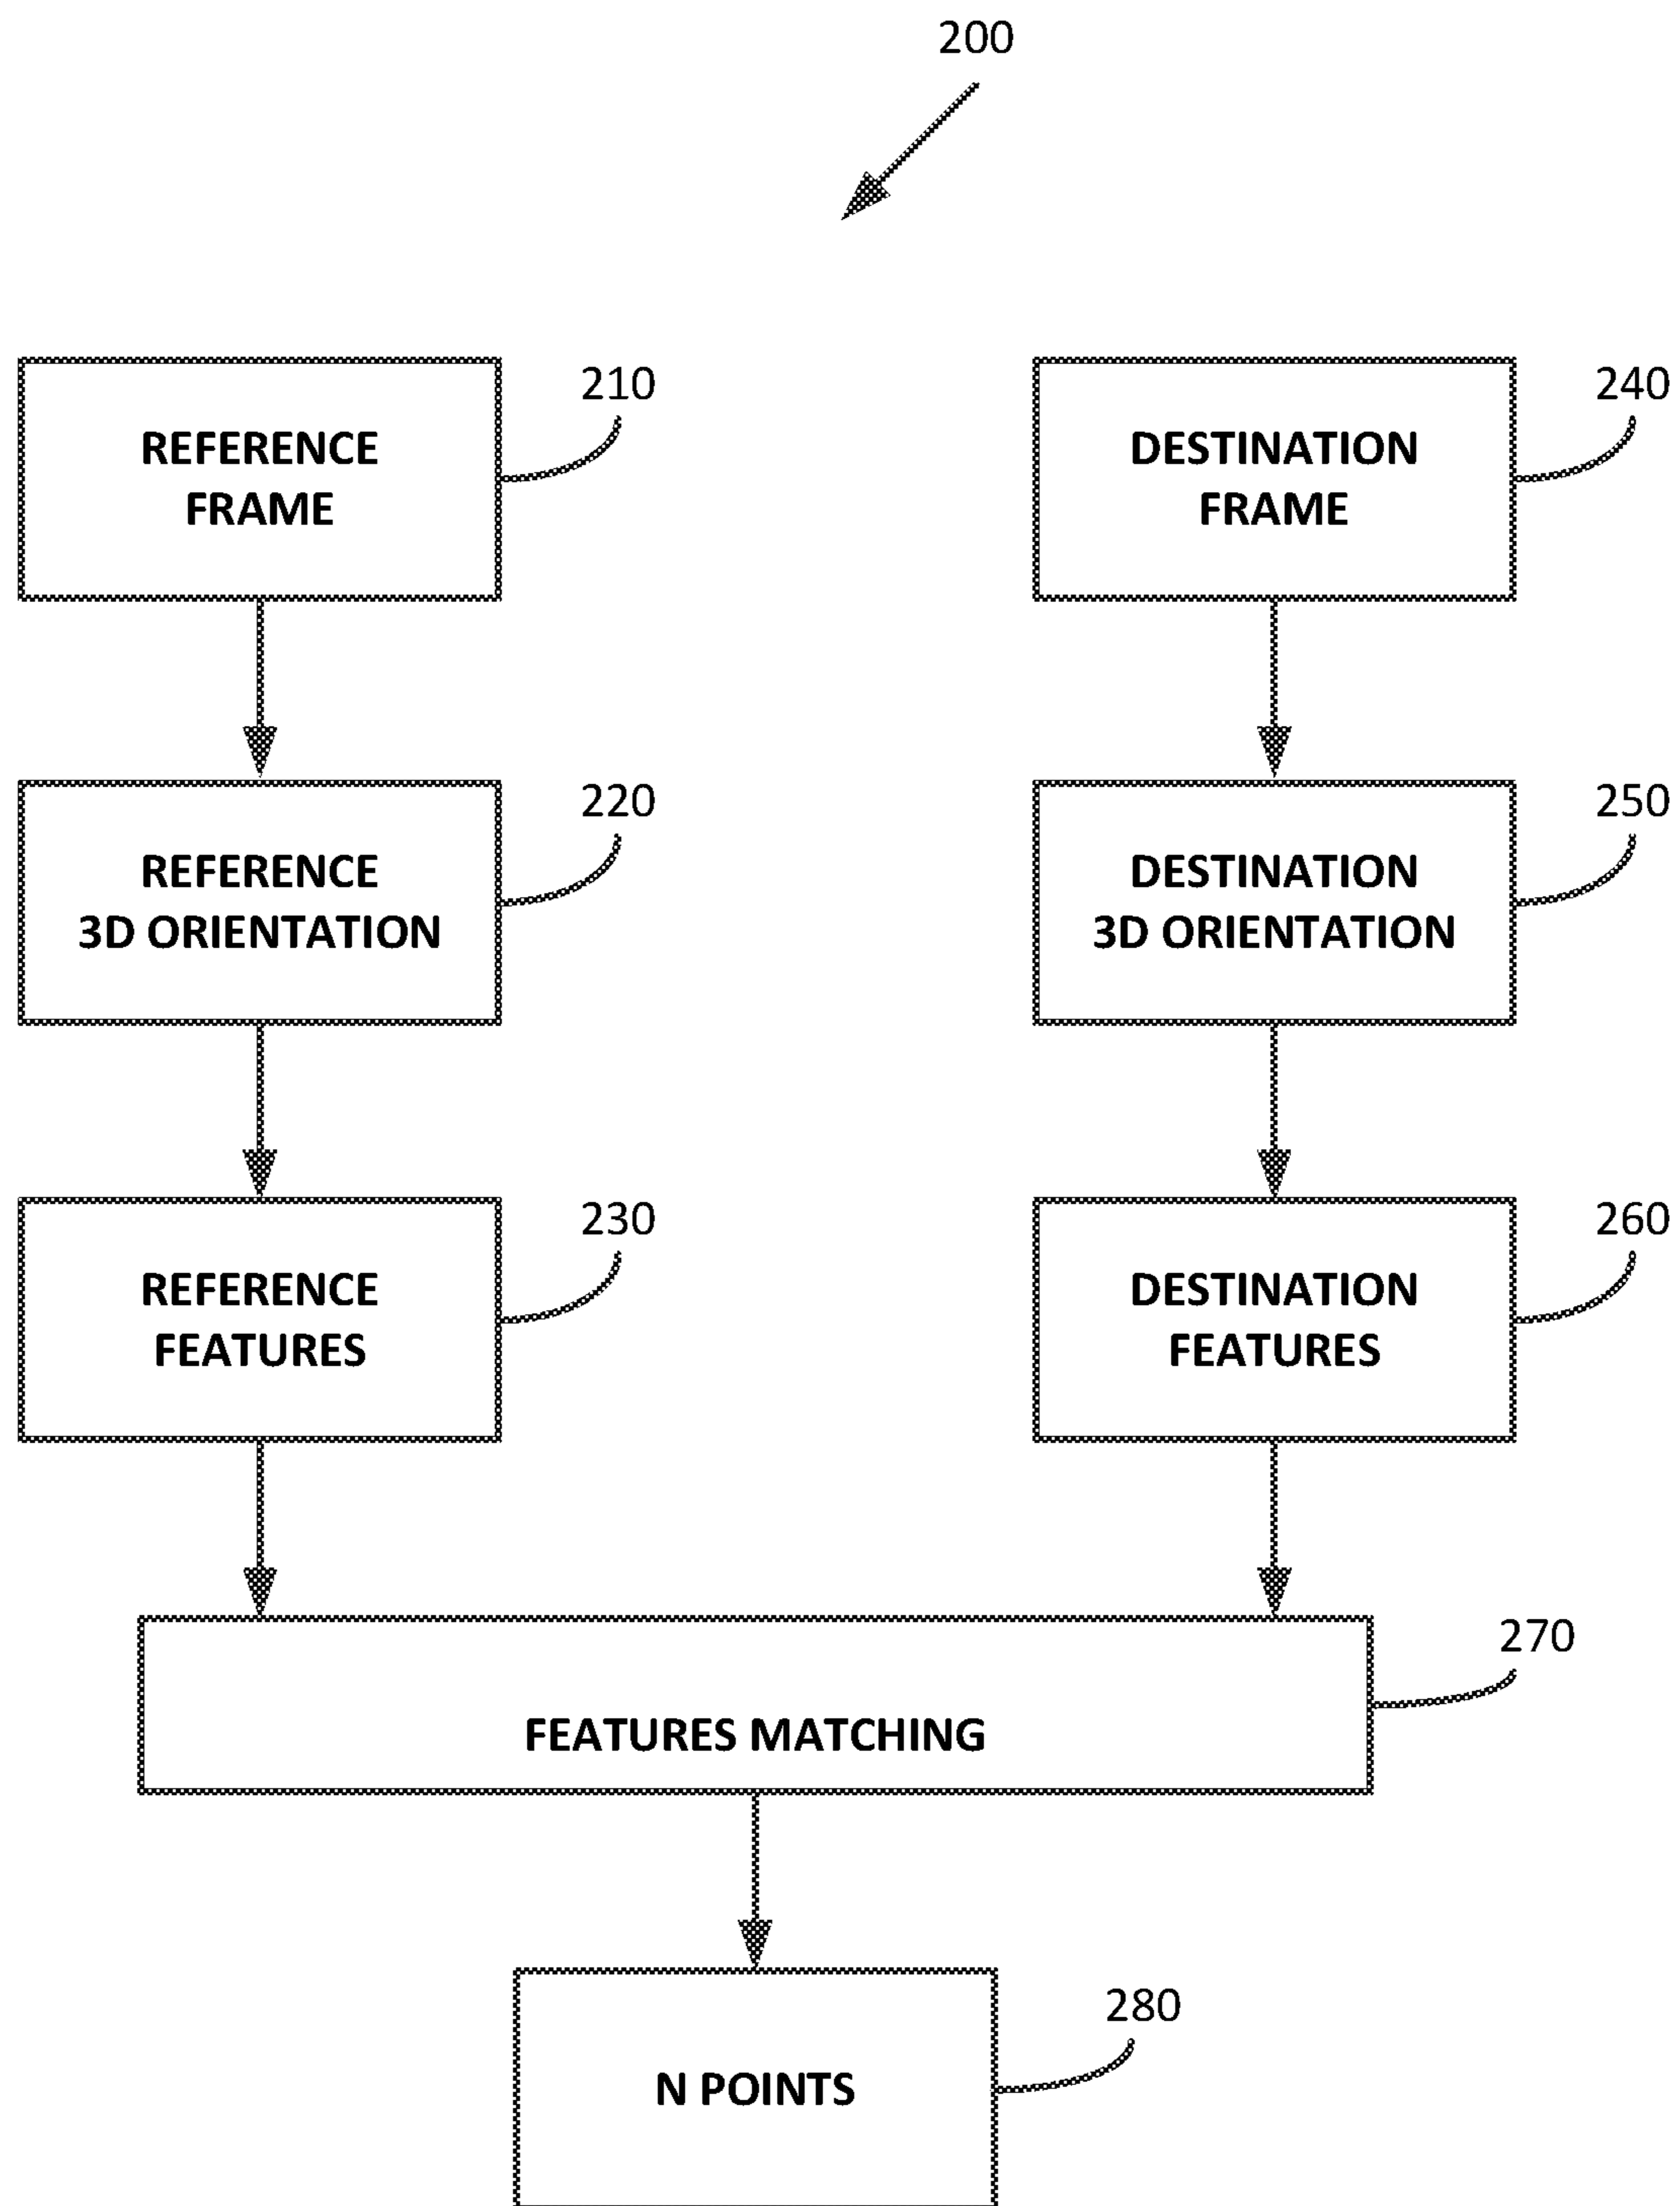 200
210
REFERENCE
FRAME
240
DESTINATION
FRAME
220
REFERENCE
3D ORIENTATION
250
DESTINATION
3D ORIENTATION
230
REFERENCE
FEATURES
260
DESTINATION
FEATURES
270
FEATURES MATCHING
280
N POINTS